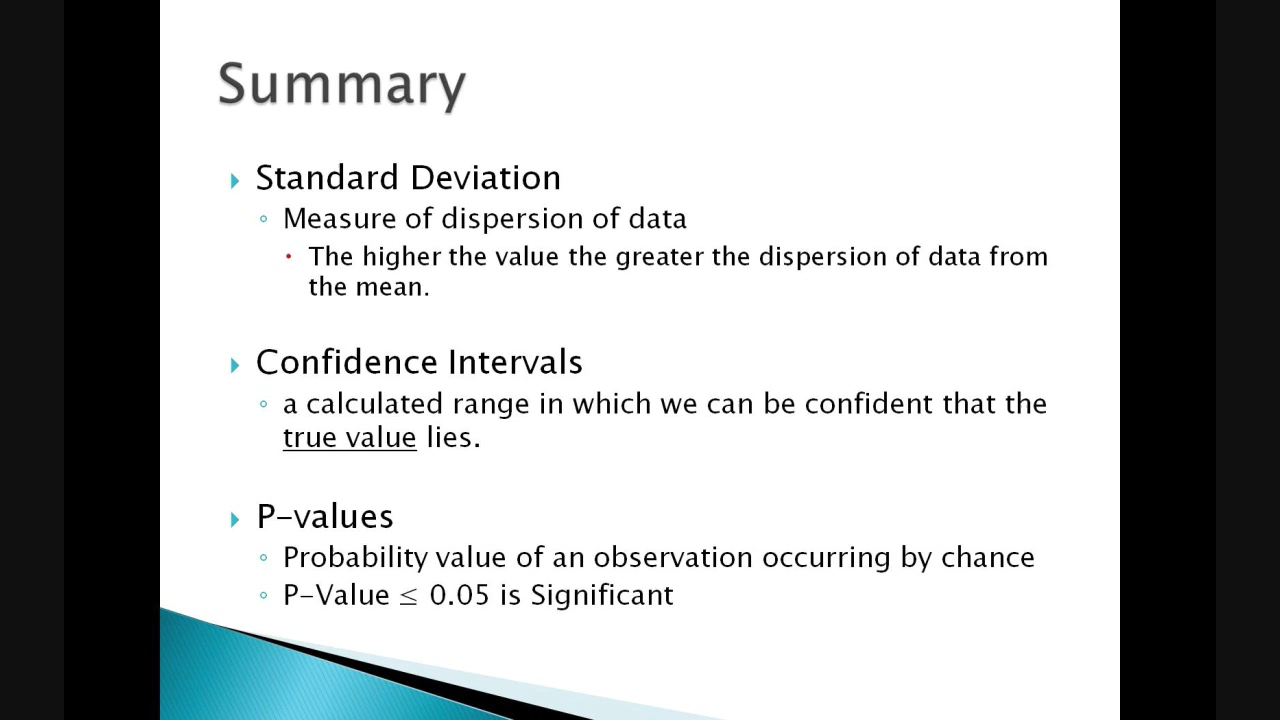 Summary
Standard Deviation
Measure of dispersion of data
The higher the value the greater the dispersion of data from
the mean.
Confidence Intervals
a calculated range in which we can be confident that the
true value lies.
P-values
Probability value of an observation occurring by chance
P-Value ≤ 0.05 is Significant